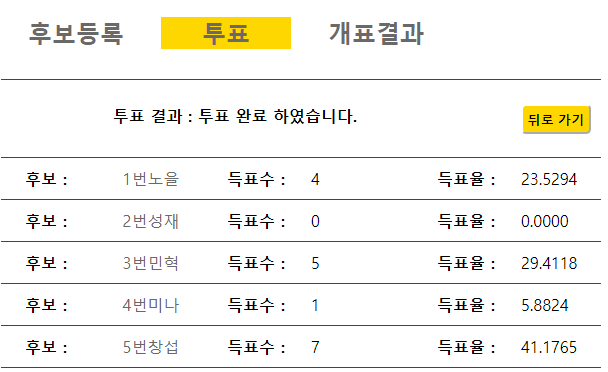 후보등록 투표 개표결과
투표 결과 : 투표 완료 하였습니다. 뒤로 가기
후보 : 1번노을 득표수 : 4 득표율 : 23.5294
후보 : 2번성재 득표수 : 0 득표율 : 0.0000
후보 : 3번민혁 득표수 : 5 득표율 : 29.4118
후보 : 4번미나 득표수 : 1 득표율 : 5.8824
후보 : 5번창섭 득표수 : 7 득표율 : 41.1765